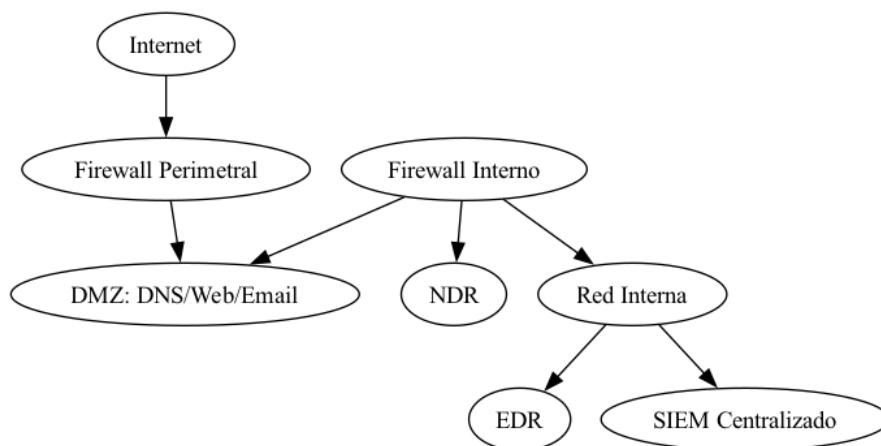 Internet
Firewall Perimetral
Firewall Interno
DMZ: DNS/Web/Email
NDR
Red Interna
EDR
SIEM Centralizado